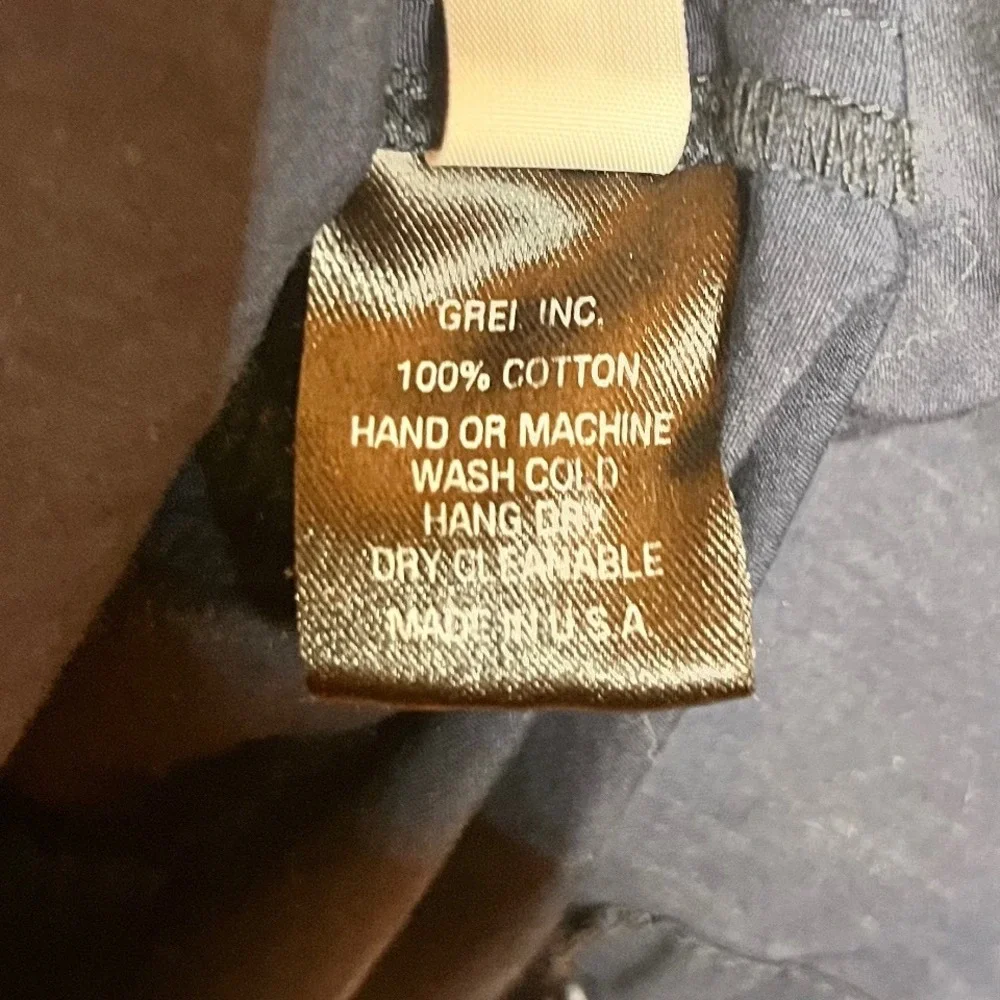 GREI INC.
100% COTTON
HAND OR MACHINE
WASH COLD
HANG DRY
DRY CLEANABLE
MADE IN U.S.A.